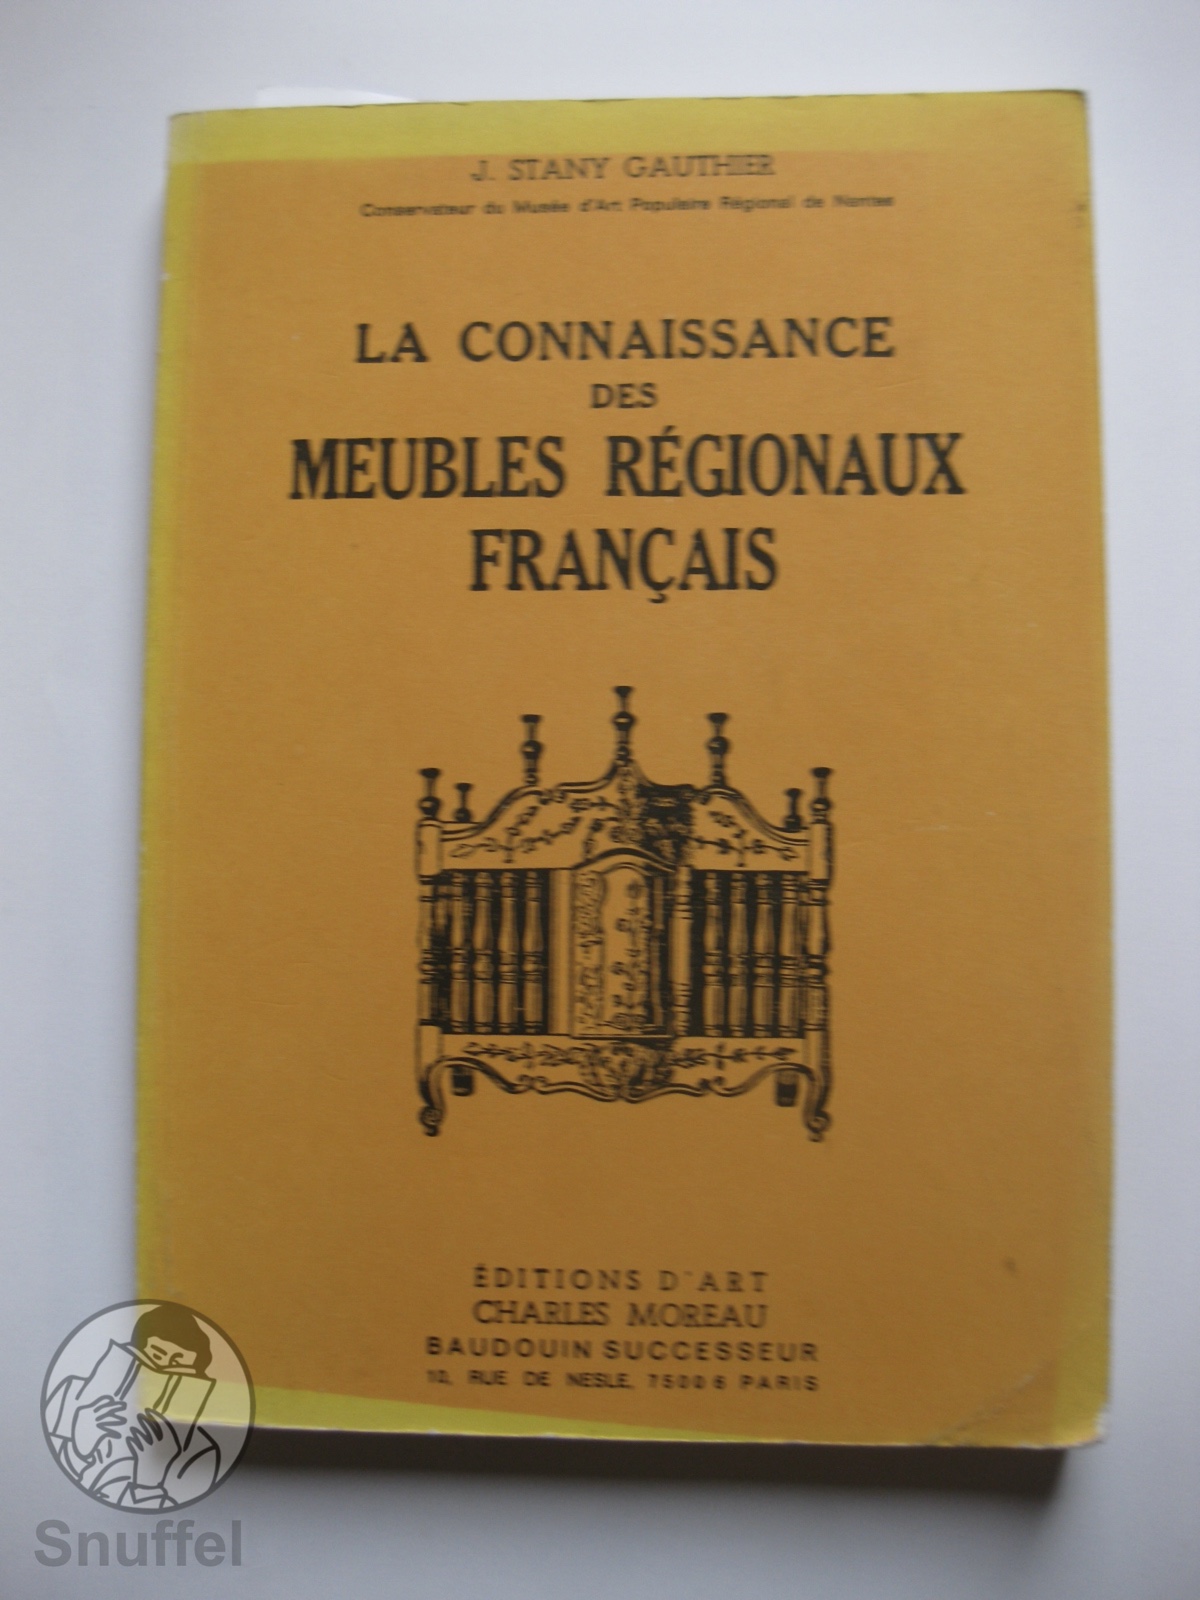 J. STANY GAUTHIER
Conservateur du Musée d'Art Populaire Régional de Nantes
LA CONNAISSANCE
DES
MEUBLES RÉGIONAUX
FRANÇAIS
ÉDITIONS D'ART
CHARLES MOREAU
BAUDOUIN SUCCESSEUR
10, RUE DE NESLE, 75006 PARIS
Snuffel